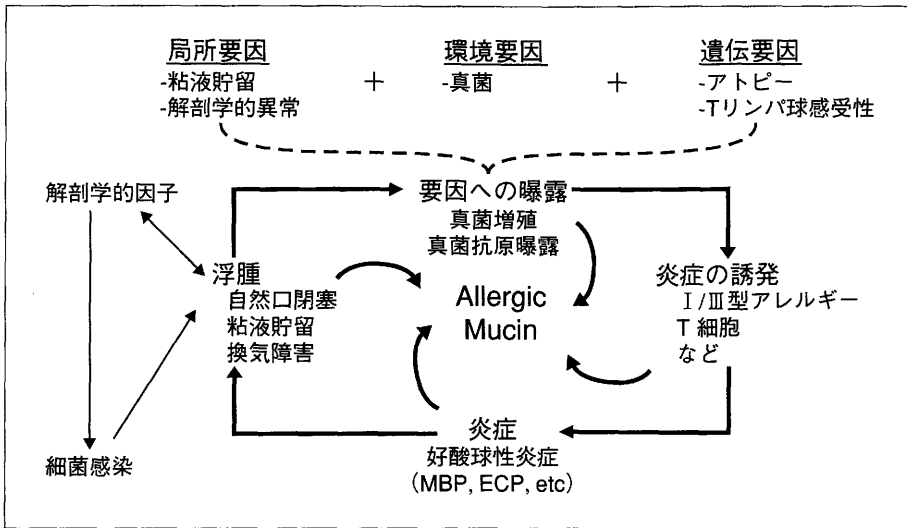 局所要因
-粘液貯留
-解剖学的異常
+
環境要因
-真菌
+
遺伝要因
-アトピー
-Tリンパ球感受性
要因への曝露
真菌増殖
真菌抗原曝露
解剖学的因子
浮腫
自然口閉塞
粘液貯留
換気障害
Allergic
Mucin
炎症の誘発
Ⅰ/Ⅲ型アレルギー
T 細胞
など
細菌感染
炎症
好酸球性炎症
(MBP, ECP, etc)